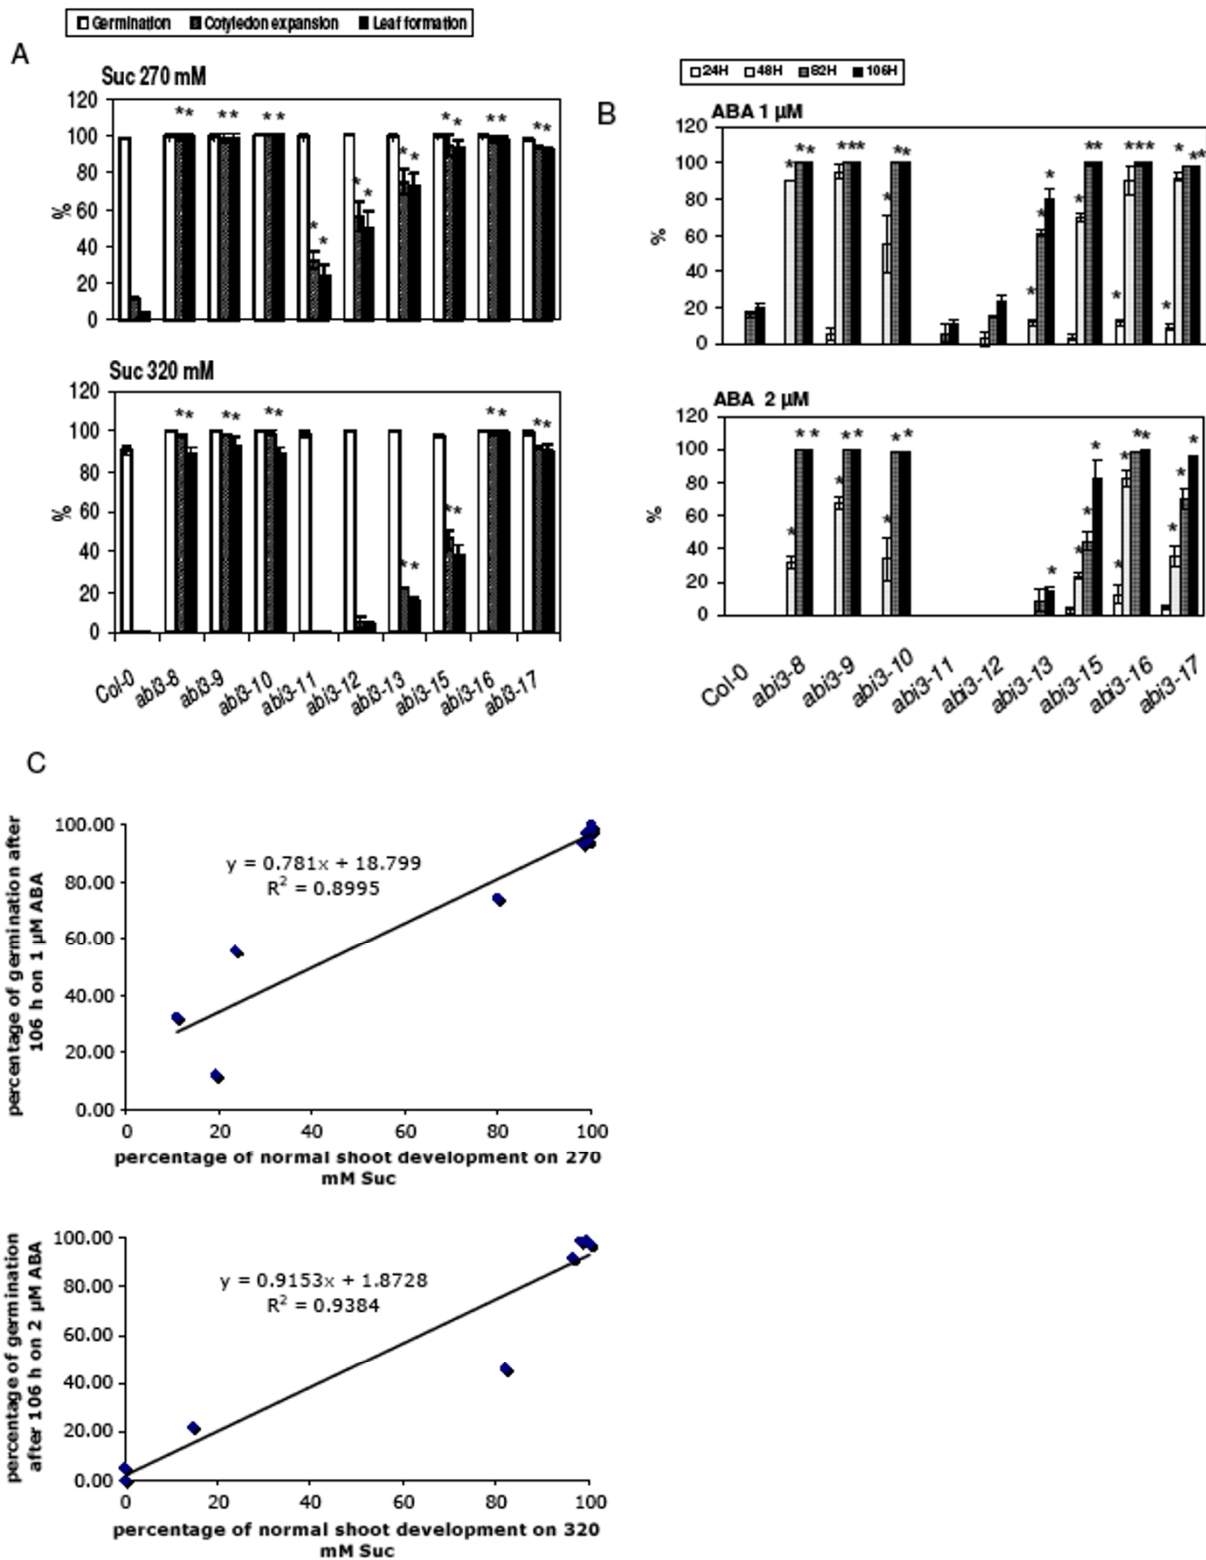 Germination Cotyledon expansion Leaf formation
A
Suc 270 mM
120
100
80
60
40
20
0
%
Suc 320 mM
120
100
80
60
40
20
0
%
Col-0 abi3-8 abi3-9 abi3-10 abi3-11 abi3-12 abi3-13 abi3-15 abi3-16 abi3-17
24H 48H 82H 106H
B
ABA 1 µM
120
100
80
60
40
20
0
%
ABA 2 µM
120
100
80
60
40
20
0
%
Col-0 abi3-8 abi3-9 abi3-10 abi3-11 abi3-12 abi3-13 abi3-15 abi3-16 abi3-17
C
percentage of germination after
106 h on 1 µM ABA
100.00
80.00
60.00
40.00
20.00
0.00
y = 0.781x + 18.799
R² = 0.8995
0 20 40 60 80 100
percentage of normal shoot development on 270
mM Suc
percentage of germination
after 106 h on 2 µM ABA
100.00
80.00
60.00
40.00
20.00
0.00
y = 0.9153x + 1.8728
R² = 0.9384
0 20 40 60 80 100
percentage of normal shoot development on 320
mM Suc